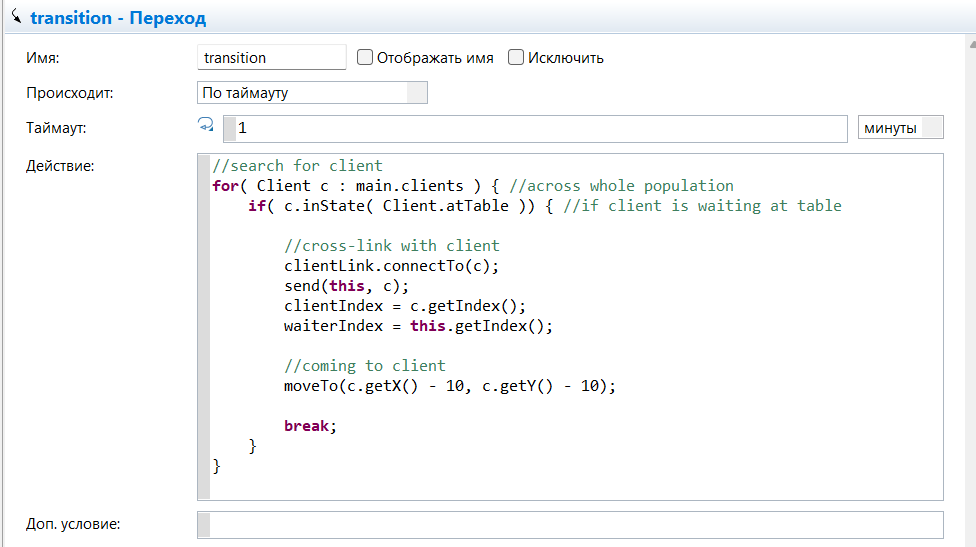 transition - Переход
Имя: transition Отображать имя Исключить
Происходит: По таймауту
Таймаут: 1 минуты
Действие: //search for client
for( Client c : main.clients ) { //across whole population
    if( c.inState( Client.atTable )) { //if client is waiting at table
        //cross-link with client
        clientLink.connectTo(c);
        send(this, c);
        clientIndex = c.getIndex();
        waiterIndex = this.getIndex();
        //coming to client
        moveTo(c.getX() - 10, c.getY() - 10);
        break;
    }
}
Доп. условие: